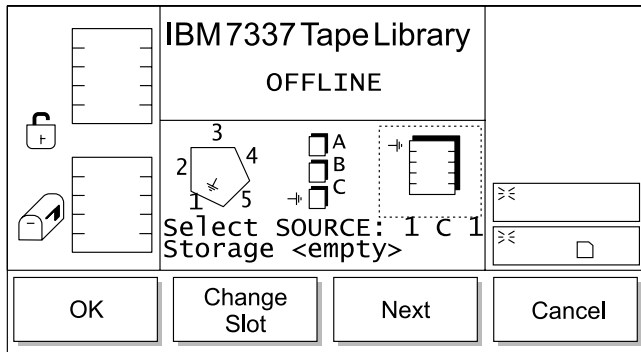 IBM 7337 Tape Library
OFFLINE
3
2
4
1
5
A
B
C
Select SOURCE: 1 C 1
Storage <empty>
OK
Change
Slot
Next
Cancel